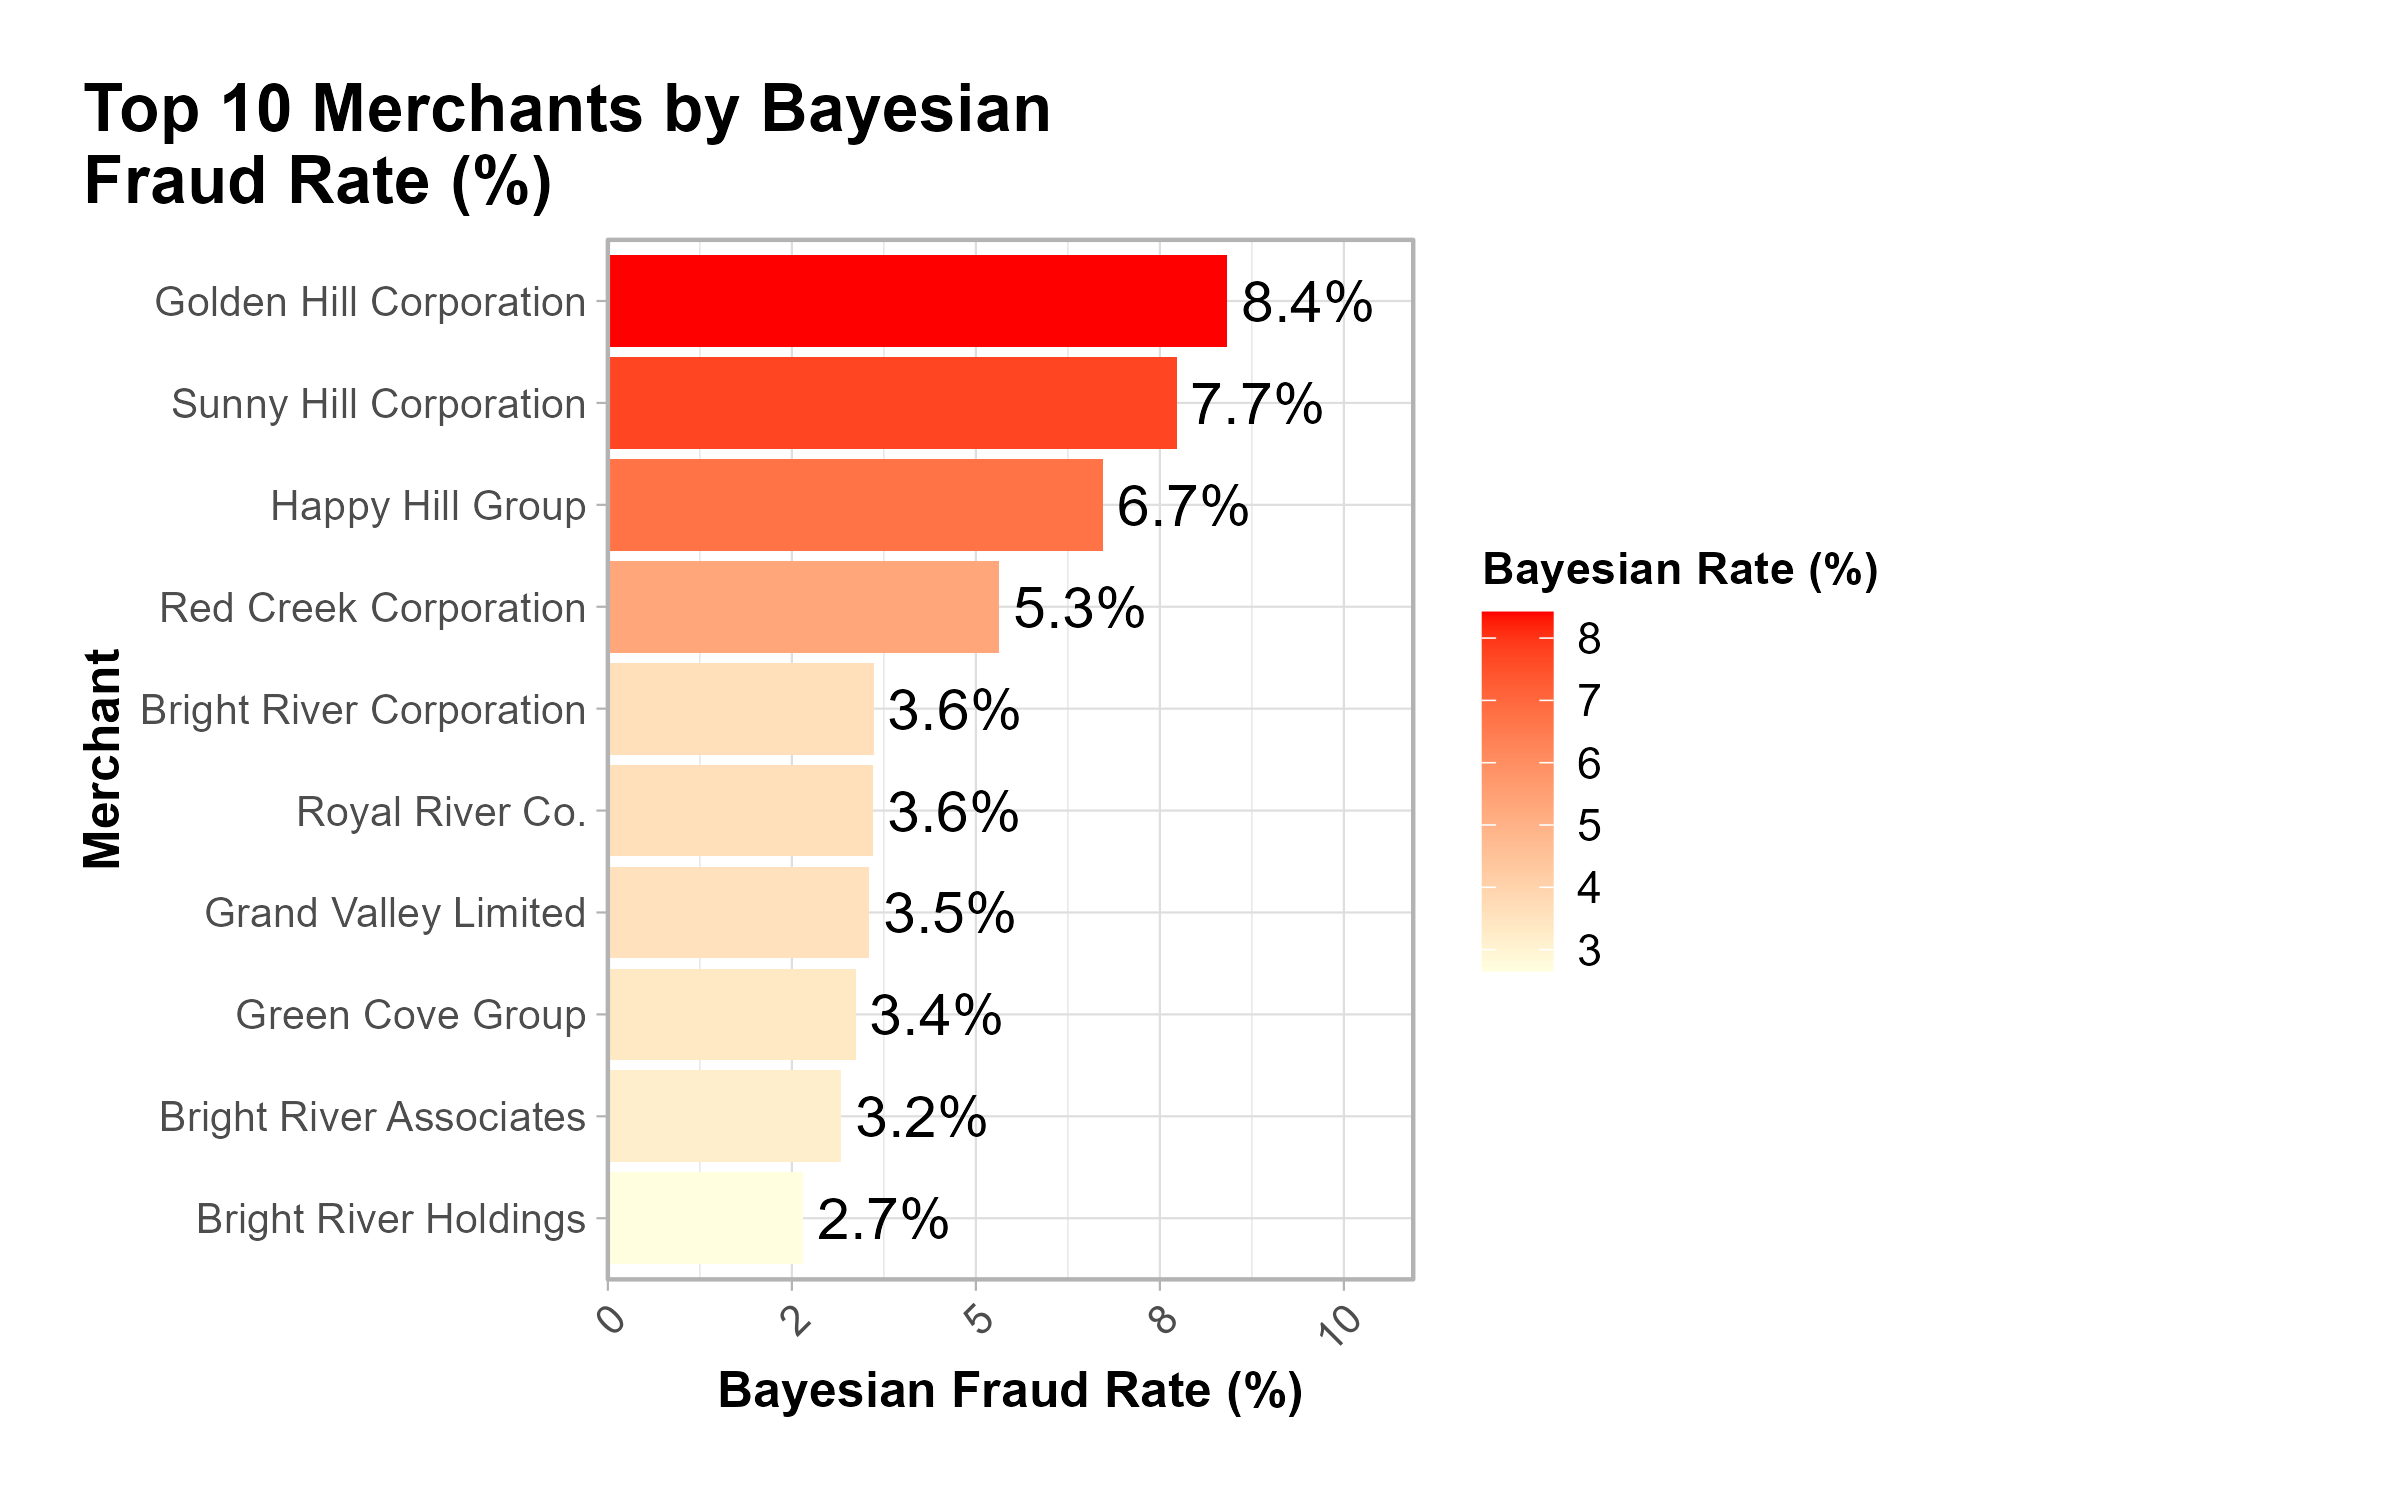 Top 10 Merchants by Bayesian
Fraud Rate (%)
Merchant
Golden Hill Corporation 8.4%
Sunny Hill Corporation 7.7%
Happy Hill Group 6.7%
Red Creek Corporation 5.3%
Bright River Corporation 3.6%
Royal River Co. 3.6%
Grand Valley Limited 3.5%
Green Cove Group 3.4%
Bright River Associates 3.2%
Bright River Holdings 2.7%
0 2 5 8 10
Bayesian Fraud Rate (%)
Bayesian Rate (%)
8
7
6
5
4
3